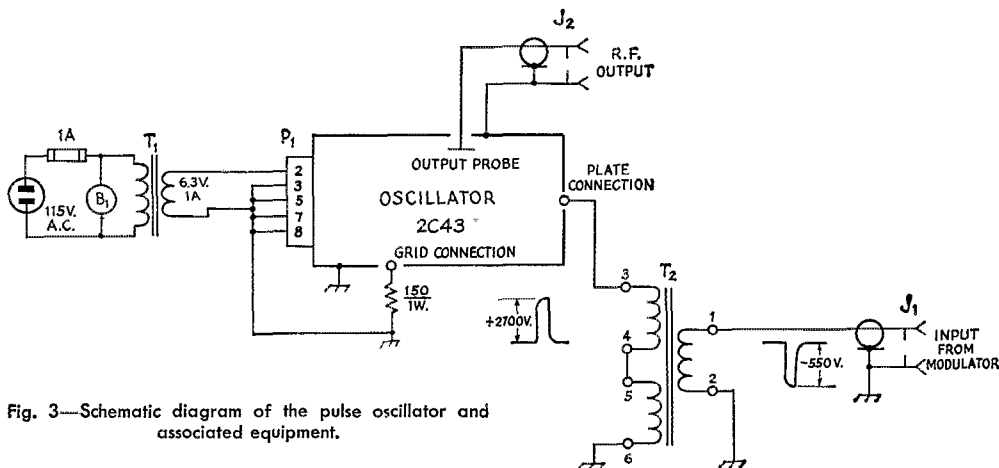 J2
R.F.
OUTPUT
1A
T1
P1
B1
115V.
A.C.
6.3V.
1A
2
3
5
7
8
OUTPUT PROBE
OSCILLATOR
2C43
GRID CONNECTION
PLATE
CONNECTION
150
1W.
+2700V.
3
T2
4
5
6
1
2
-550V.
J1
INPUT
FROM
MODULATOR
Fig. 3—Schematic diagram of the pulse oscillator and
associated equipment.